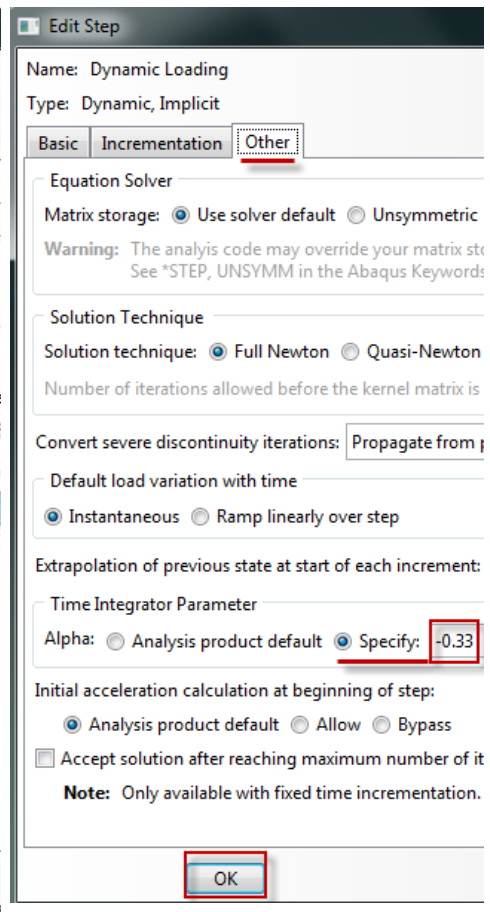 Edit Step
Name: Dynamic Loading
Type: Dynamic, Implicit
Basic Incrementation Other
Equation Solver
Matrix storage: Use solver default Unsymmetric
Warning: The analyis code may override your matrix
See *STEP, UNSYMM in the Abaqus Keywords
Solution Technique
Solution technique: Full Newton Quasi-Newton
Number of iterations allowed before the kernel matrix is
Convert severe discontinuity iterations: Propagate from
Default load variation with time
Instantaneous Ramp linearly over step
Extrapolation of previous state at start of each increment:
Time Integrator Parameter
Alpha: Analysis product default Specify: -0.33
Initial acceleration calculation at beginning of step:
Analysis product default Allow Bypass
Accept solution after reaching maximum number of
Note: Only available with fixed time incrementation.
OK